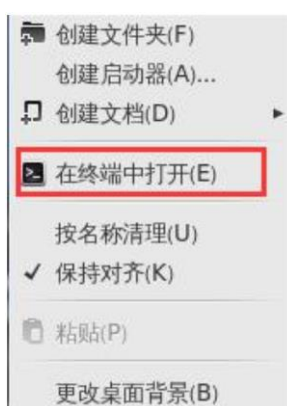 创建文件夹(F)
创建启动器(A)...
创建文档(D)
在终端中打开(E)
按名称清理(U)
保持对齐(K)
粘贴(P)
更改桌面背景(B)